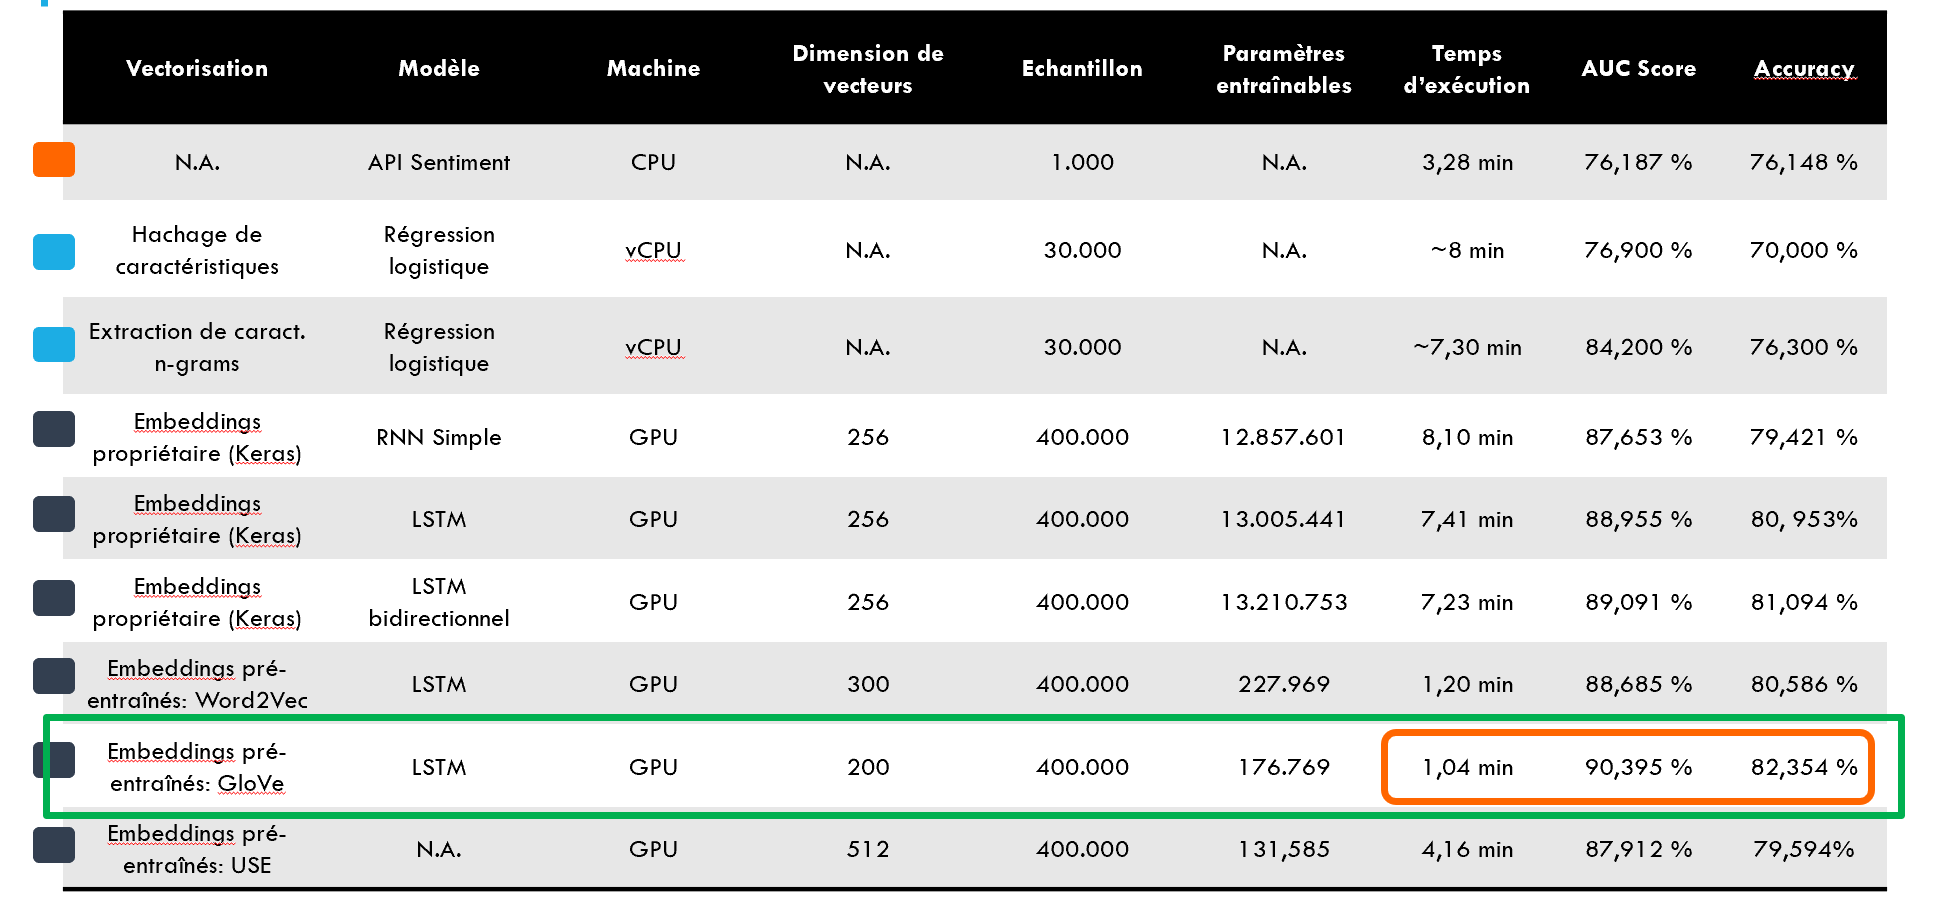 Vectorisation Modèle Machine Dimension de vecteurs Echantillon Paramètres entraînables Temps d'exécution AUC Score Accuracy
N.A. API Sentiment CPU N.A. 1.000 N.A. 3,28 min 76,187 % 76,148 %
Hachage de caractéristiques Régression logistique vCPU N.A. 30.000 N.A. ~8 min 76,900 % 70,000 %
Extraction de caract. n-grams Régression logistique vCPU N.A. 30.000 N.A. ~7,30 min 84,200 % 76,300 %
Embeddings propriétaire (Keras) RNN Simple GPU 256 400.000 12.857.601 8,10 min 87,653 % 79,421 %
Embeddings propriétaire (Keras) LSTM GPU 256 400.000 13.005.441 7,41 min 88,955 % 80, 953%
Embeddings propriétaire (Keras) LSTM bidirectionnel GPU 256 400.000 13.210.753 7,23 min 89,091 % 81,094 %
Embeddings pré-entraînés: Word2Vec LSTM GPU 300 400.000 227.969 1,20 min 88,685 % 80,586 %
Embeddings pré-entraînés: GloVe LSTM GPU 200 400.000 176.769 1,04 min 90,395 % 82,354 %
Embeddings pré-entraînés: USE N.A. GPU 512 400.000 131,585 4,16 min 87,912 % 79,594%